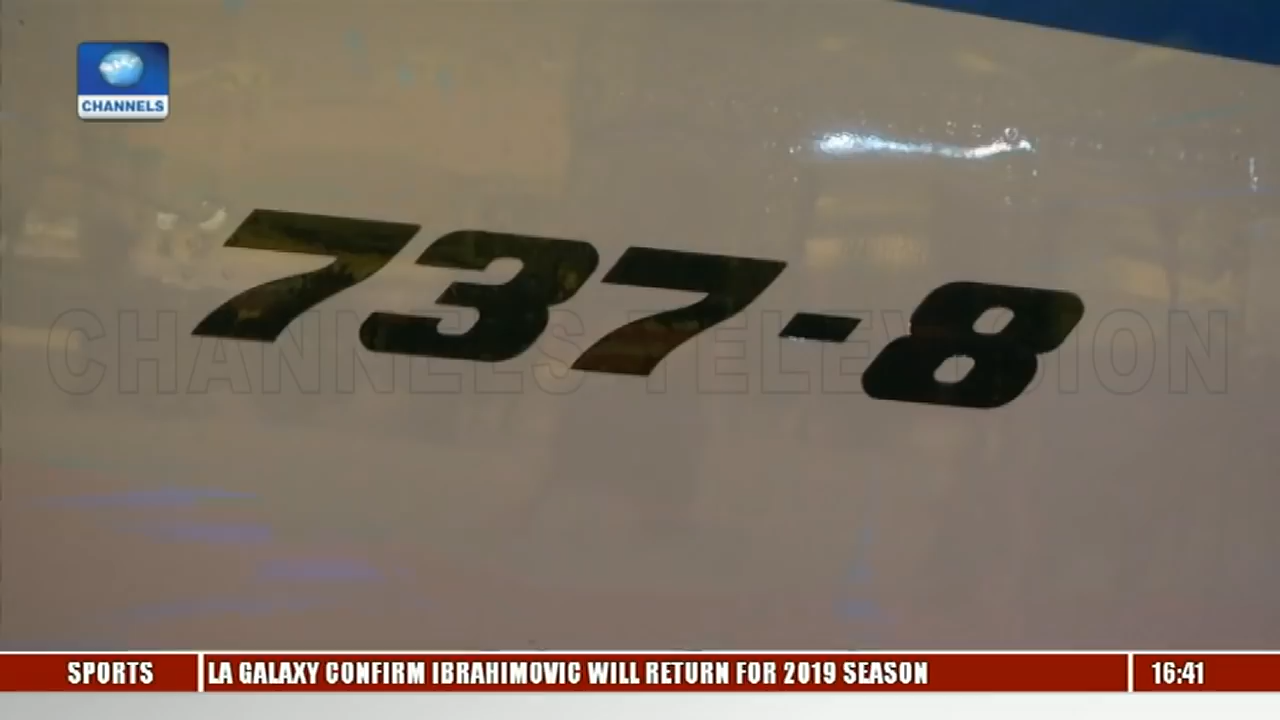 CHANNELS
737-8
CHANNELS TELEVISION
SPORTS
LA GALAXY CONFIRM IBRAHIMOVIC WILL RETURN FOR 2019 SEASON
16:41